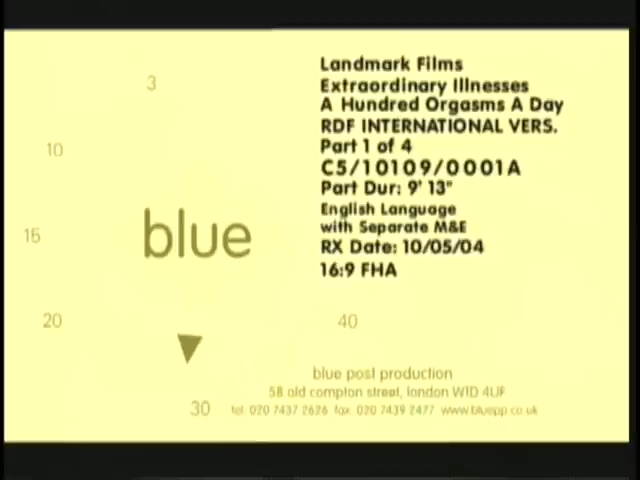 Landmark Films
Extraordinary Illnesses
A Hundred Orgasms A Day
RDF INTERNATIONAL VERS.
Part 1 of 4
C5/10109/0001A
Part Dur: 9' 13"
English Language
with Separate M&E
RX Date: 10/05/04
16:9 FHA
3
10
15
20
30
40
blue
blue post production
58 old compton street, london W1D 4UF
tel: 020 7437 2626 fax: 020 7439 2477 www.bluepp.co.uk